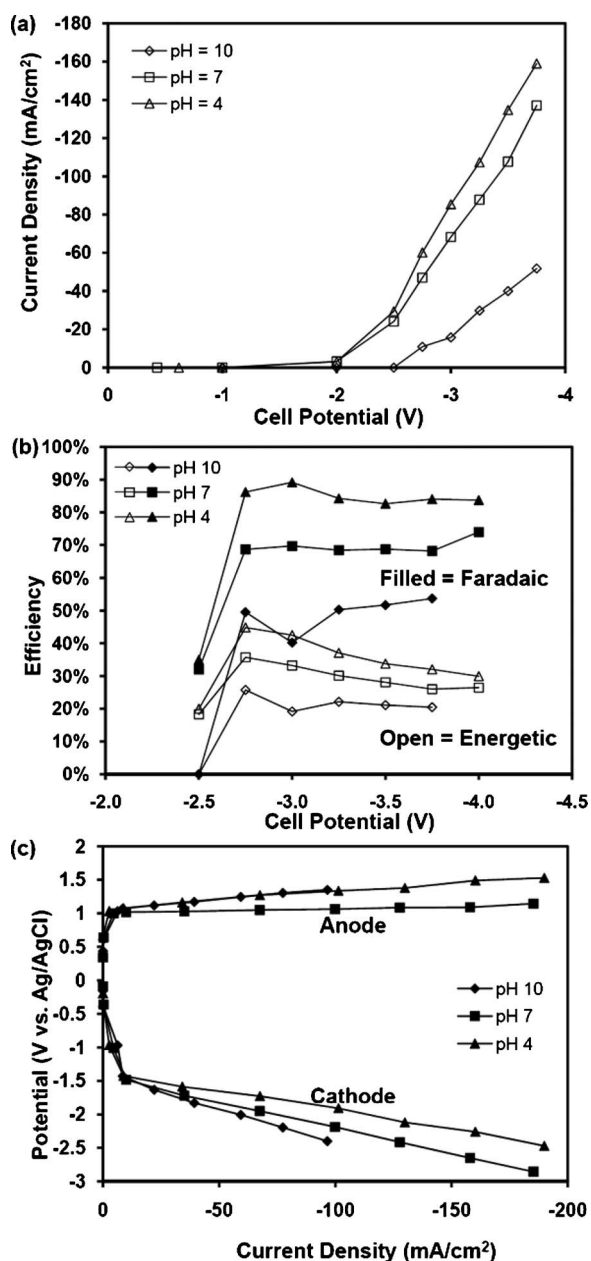 (a)
-180
-160
-140
-120
-100
-80
-60
-40
-20
0
Current Density (mA/cm²)
pH = 10
pH = 7
pH = 4
0 -1 -2 -3 -4
Cell Potential (V)
(b)
100%
90%
80%
70%
60%
50%
40%
30%
20%
10%
0%
Efficiency
pH 10
pH 7
pH 4
Filled = Faradaic
Open = Energetic
-2.0 -2.5 -3.0 -3.5 -4.0 -4.5
Cell Potential (V)
(c)
2
1.5
1
0.5
0
-0.5
-1
-1.5
-2
-2.5
-3
Potential (V vs. Ag/AgCl)
Anode
pH 10
pH 7
pH 4
Cathode
0 -50 -100 -150 -200
Current Density (mA/cm²)